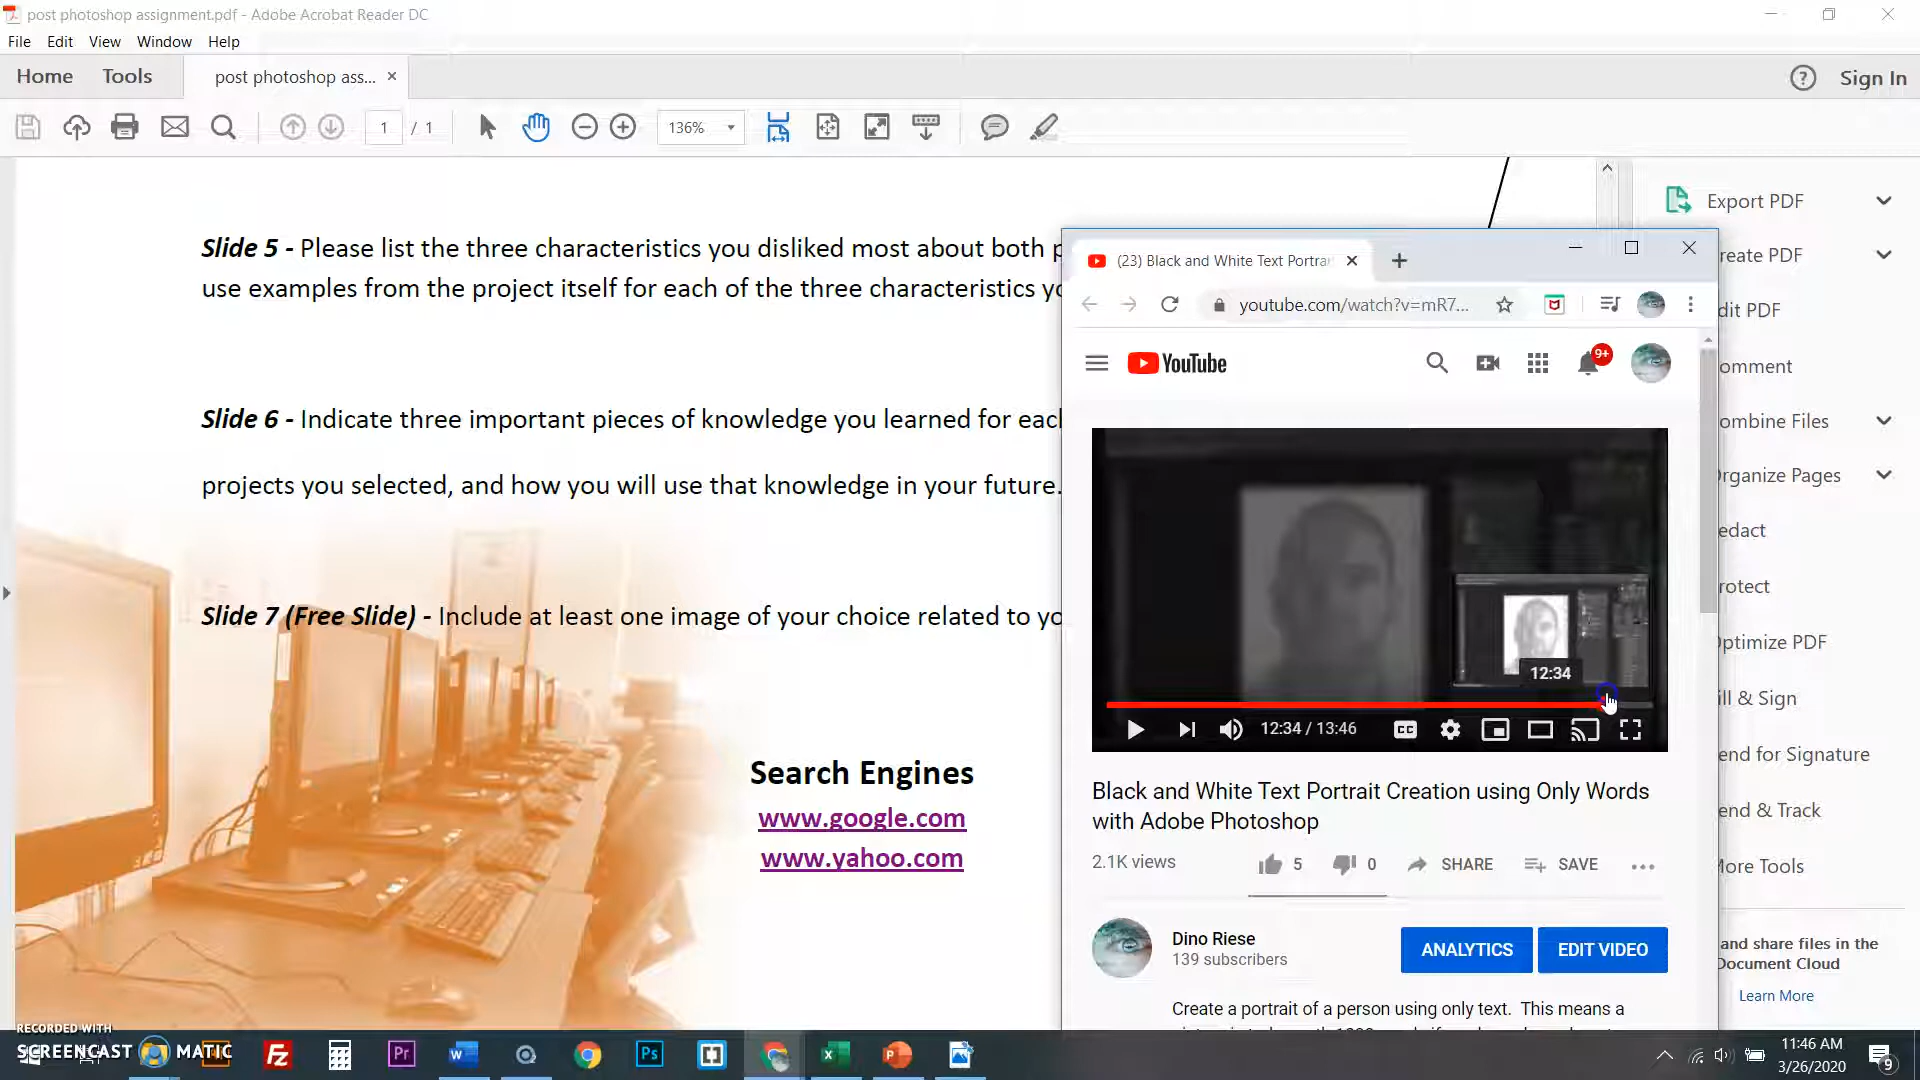 post photoshop assignment.pdf - Adobe Acrobat Reader DC
File Edit View Window Help
Home Tools post photoshop ass... Sign In
1 / 1 136%
Slide 5 - Please list the three characteristics you disliked most about both
use examples from the project itself for each of the three characteristics
Slide 6 - Indicate three important pieces of knowledge you learned for
projects you selected, and how you will use that knowledge in your future.
Slide 7 (Free Slide) - Include at least one image of your choice related to
Search Engines
www.google.com
www.yahoo.com
(23) Black and White Text Portra
youtube.com/watch?v=mR7...
YouTube
9+
12:34
12:34 / 13:46
CC
Black and White Text Portrait Creation using Only Words
with Adobe Photoshop
2.1K views 5 0 SHARE SAVE
Dino Riese
139 subscribers
ANALYTICS EDIT VIDEO
Create a portrait of a person using only text. This means a
Export PDF
reate PDF
dit PDF
omment
ombine Files
rganize Pages
edact
rotect
ptimize PDF
ill & Sign
end for Signature
end & Track
ore Tools
and share files in the
Document Cloud
Learn More
RECORDED WITH
SCREENCAST MATIC
Fz Pr W Ps X P
11:46 AM
3/26/2020
9